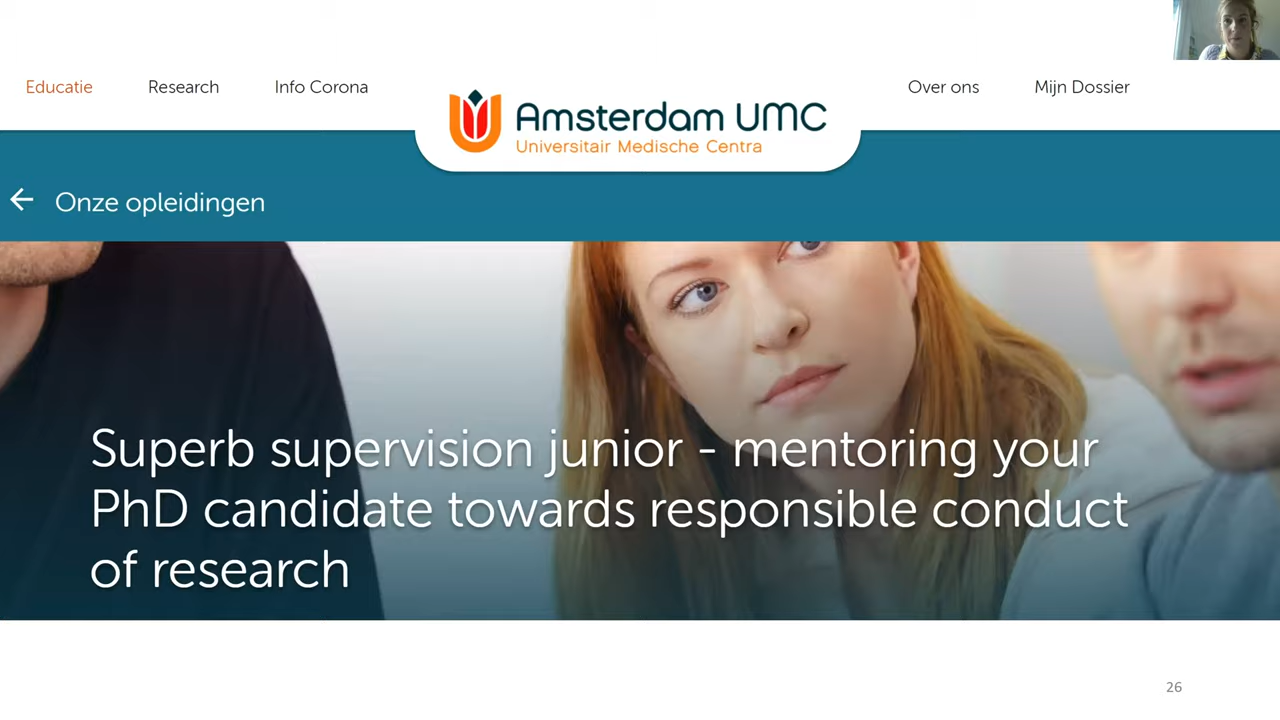 Educatie Research Info Corona Over ons Mijn Dossier
Amsterdam UMC
Universitair Medische Centra
Onze opleidingen
Superb supervision junior - mentoring your
PhD candidate towards responsible conduct
of research
26